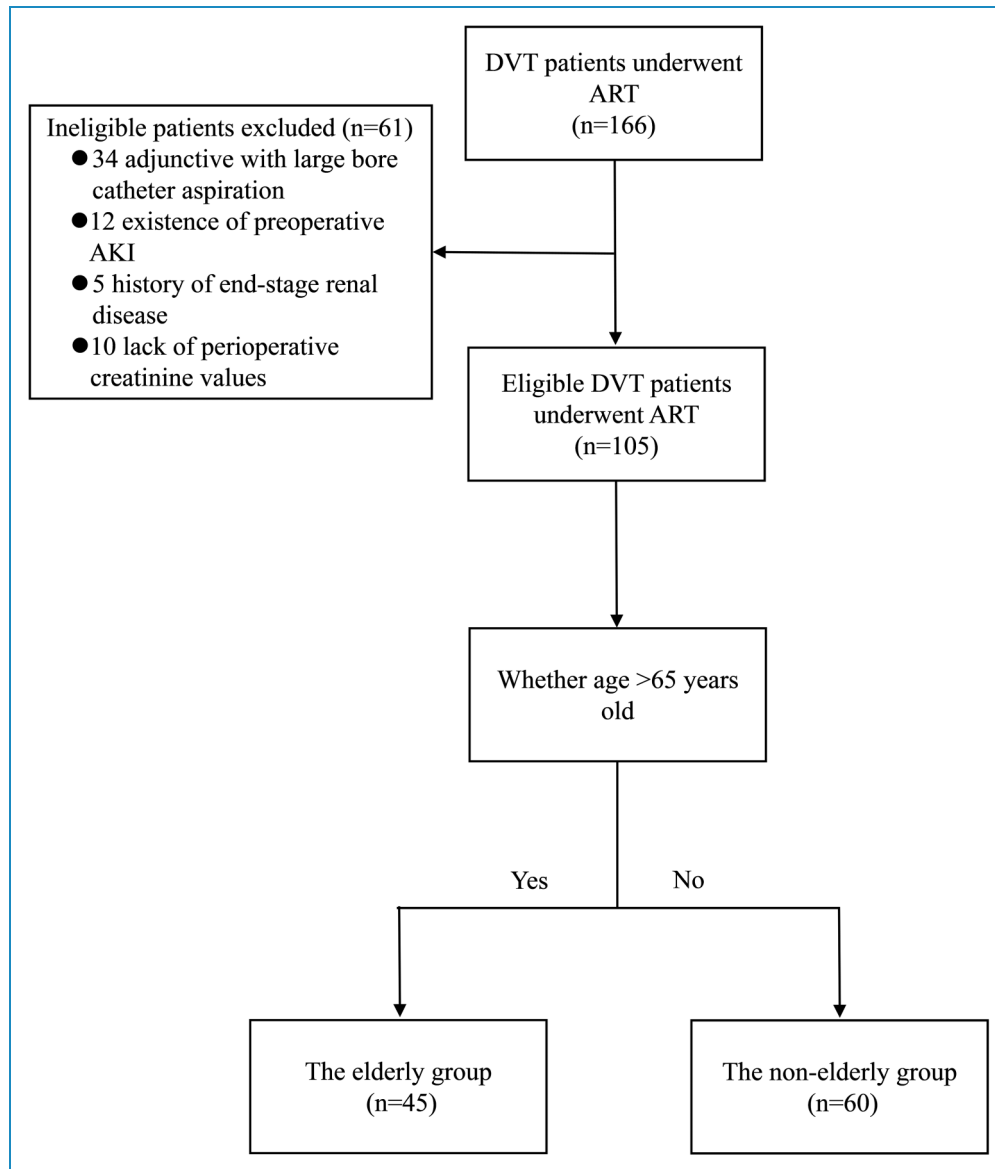 DVT patients underwent
ART
(n=166)
Ineligible patients excluded (n=61)
●34 adjunctive with large bore
catheter aspiration
●12 existence of preoperative
AKI
●5 history of end-stage renal
disease
●10 lack of perioperative
creatinine values
Eligible DVT patients
underwent ART
(n=105)
Whether age >65 years
old
Yes
No
The elderly group
(n=45)
The non-elderly group
(n=60)